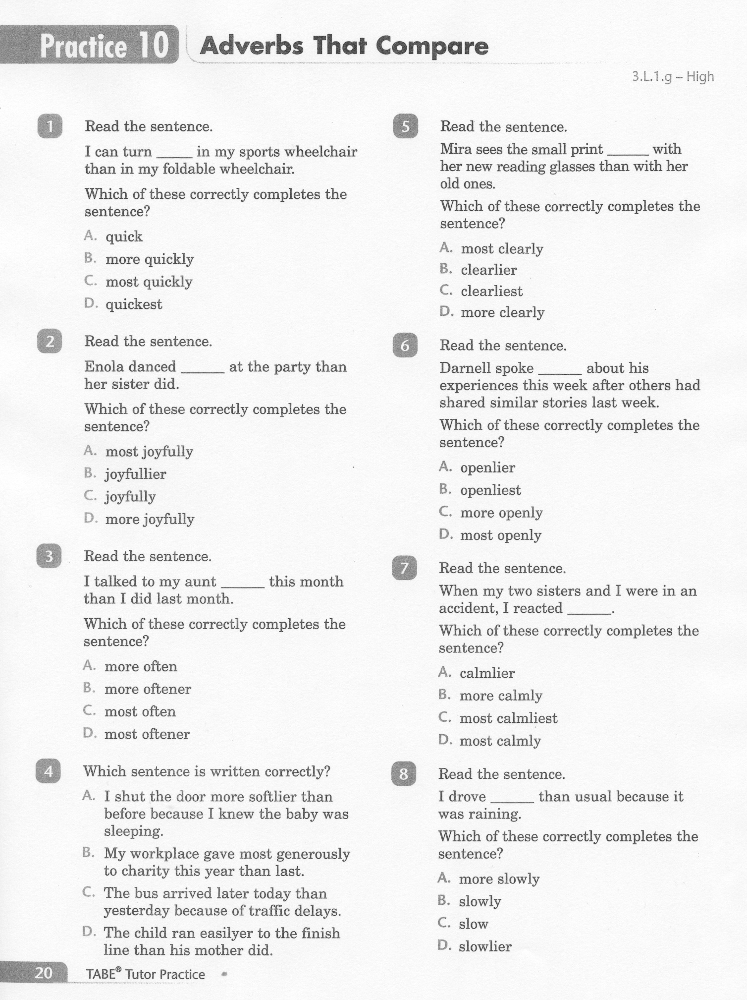 Practice 10 Adverbs That Compare
3.L.1.g – High
1 Read the sentence.
I can turn _____ in my sports wheelchair
than in my foldable wheelchair.
Which of these correctly completes the
sentence?
A. quick
B. more quickly
C. most quickly
D. quickest
2 Read the sentence.
Enola danced ______ at the party than
her sister did.
Which of these correctly completes the
sentence?
A. most joyfully
B. joyfullier
C. joyfully
D. more joyfully
3 Read the sentence.
I talked to my aunt ______ this month
than I did last month.
Which of these correctly completes the
sentence?
A. more often
B. more oftener
C. most often
D. most oftener
4 Which sentence is written correctly?
A. I shut the door more softlier than
before because I knew the baby was
sleeping.
B. My workplace gave most generously
to charity this year than last.
C. The bus arrived later today than
yesterday because of traffic delays.
D. The child ran easilyer to the finish
line than his mother did.
5 Read the sentence.
Mira sees the small print ______ with
her new reading glasses than with her
old ones.
Which of these correctly completes the
sentence?
A. most clearly
B. clearlier
C. clearliest
D. more clearly
6 Read the sentence.
Darnell spoke ______ about his
experiences this week after others had
shared similar stories last week.
Which of these correctly completes the
sentence?
A. openlier
B. openliest
C. more openly
D. most openly
7 Read the sentence.
When my two sisters and I were in an
accident, I reacted ______.
Which of these correctly completes the
sentence?
A. calmlier
B. more calmly
C. most calmliest
D. most calmly
8 Read the sentence.
I drove ______ than usual because it
was raining.
Which of these correctly completes the
sentence?
A. more slowly
B. slowly
C. slow
D. slowlier
20 TABE® Tutor Practice